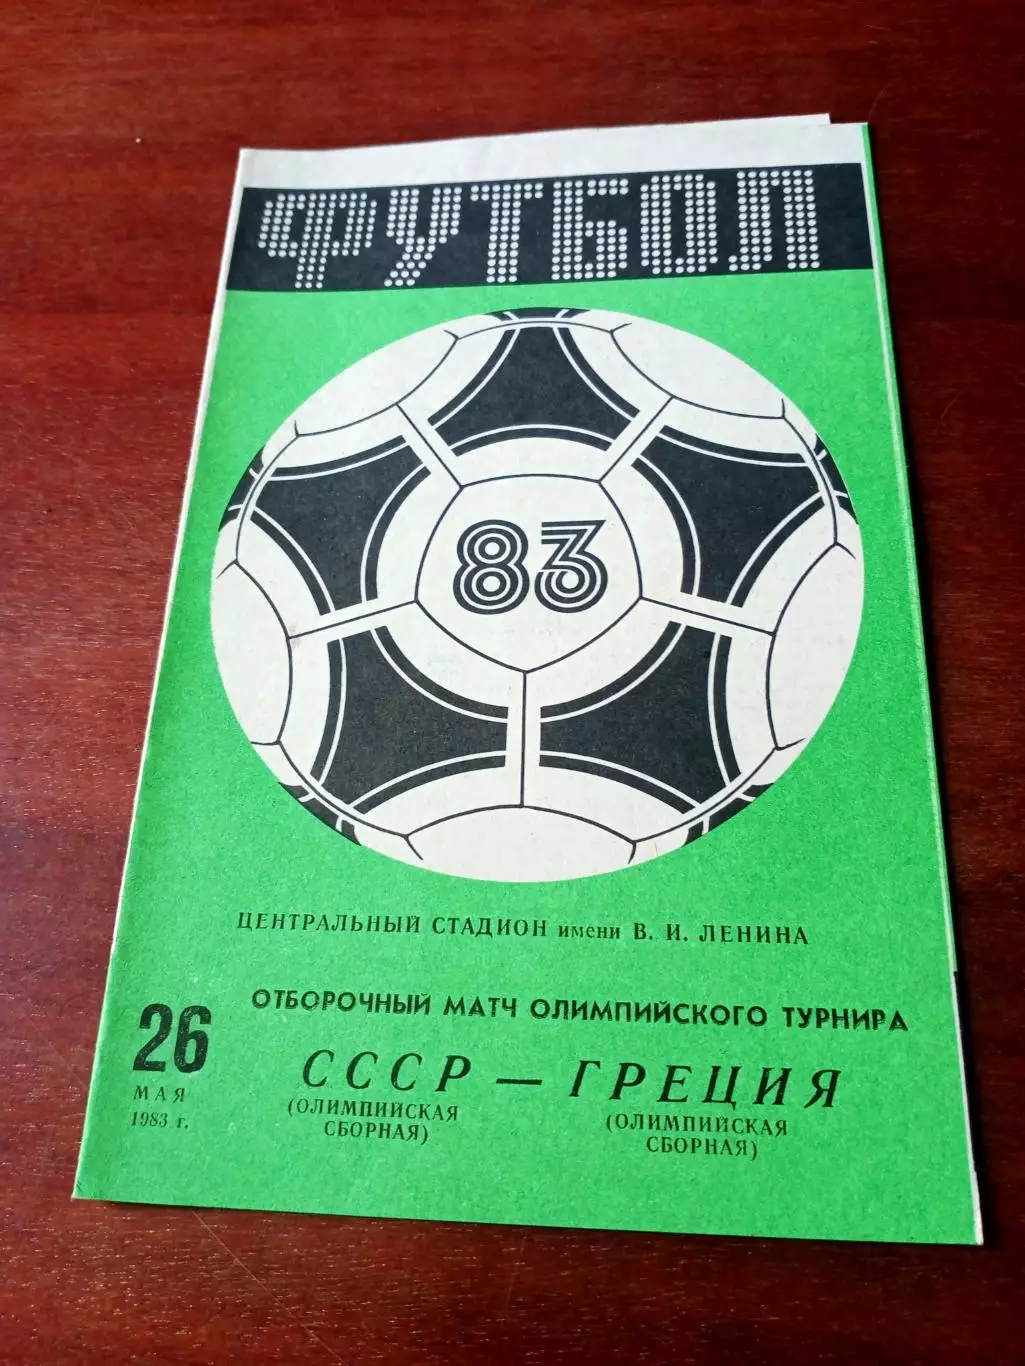 ФУТБОЛ
83
ЦЕНТРАЛЬНЫЙ СТАДИОН имени В. И. ЛЕНИНА
ОТБОРОЧНЫЙ МАТЧ ОЛИМПИЙСКОГО ТУРНИРА
26
МАЯ
1983 г.
СССР — ГРЕЦИЯ
(ОЛИМПИЙСКАЯ СБОРНАЯ)
(ОЛИМПИЙСКАЯ СБОРНАЯ)